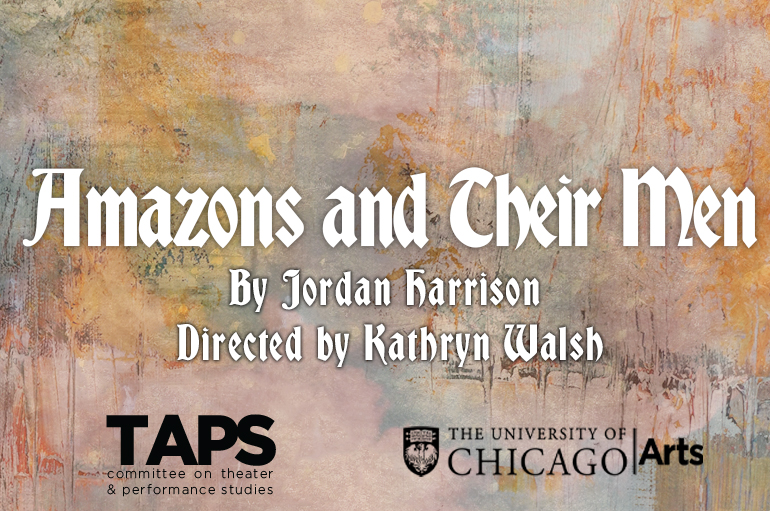 Amazons and Their Men
By Jordan Harrison
Directed by Kathryn Walsh
TAPS
committee on theater
& performance studies
THE UNIVERSITY OF
CHICAGO
Arts